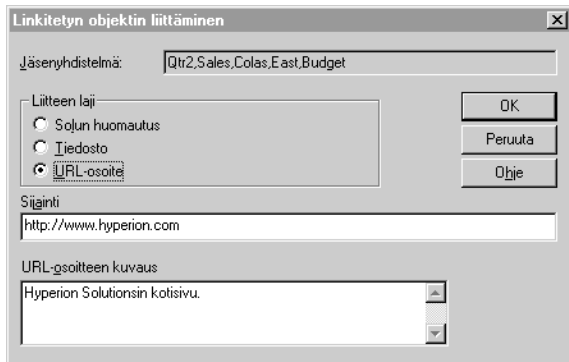 Linkitetyn objektin liittäminen
Jäsenyhdistelmä: Qtr2,Sales,Colas,East,Budget
Liitteen laji
Solun huomautus
Tiedosto
URL-osoite
OK
Peruuta
Ohje
Sijainti
http://www.hyperion.com
URL-osoitteen kuvaus
Hyperion Solutionsin kotisivu.